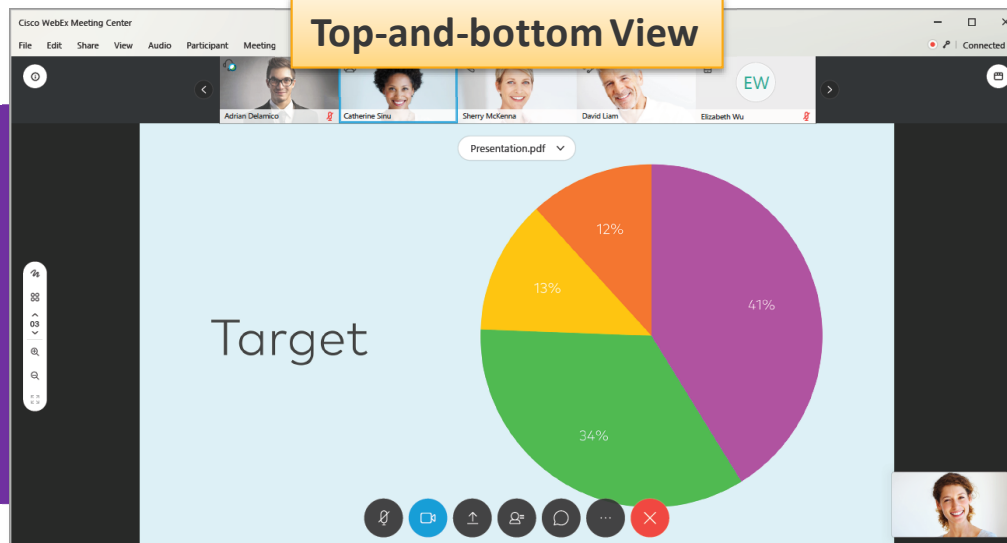 Top-and-bottom View
Cisco WebEx Meeting Center
File Edit Share View Audio Participant Meeting
Connected
EW
Adrian Delamico
Catherine Sinu
Sherry McKenna
David Liam
Elizabeth Wu
Presentation.pdf
12%
13%
41%
03
Target
34%